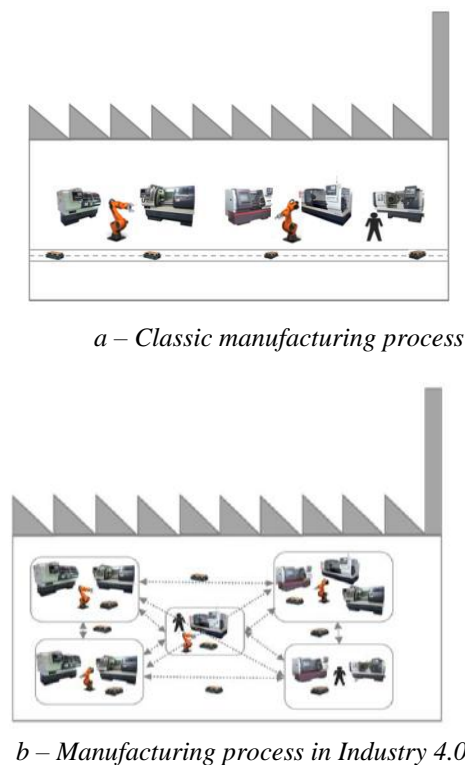 a – Classic manufacturing process
b – Manufacturing process in Industry 4.0